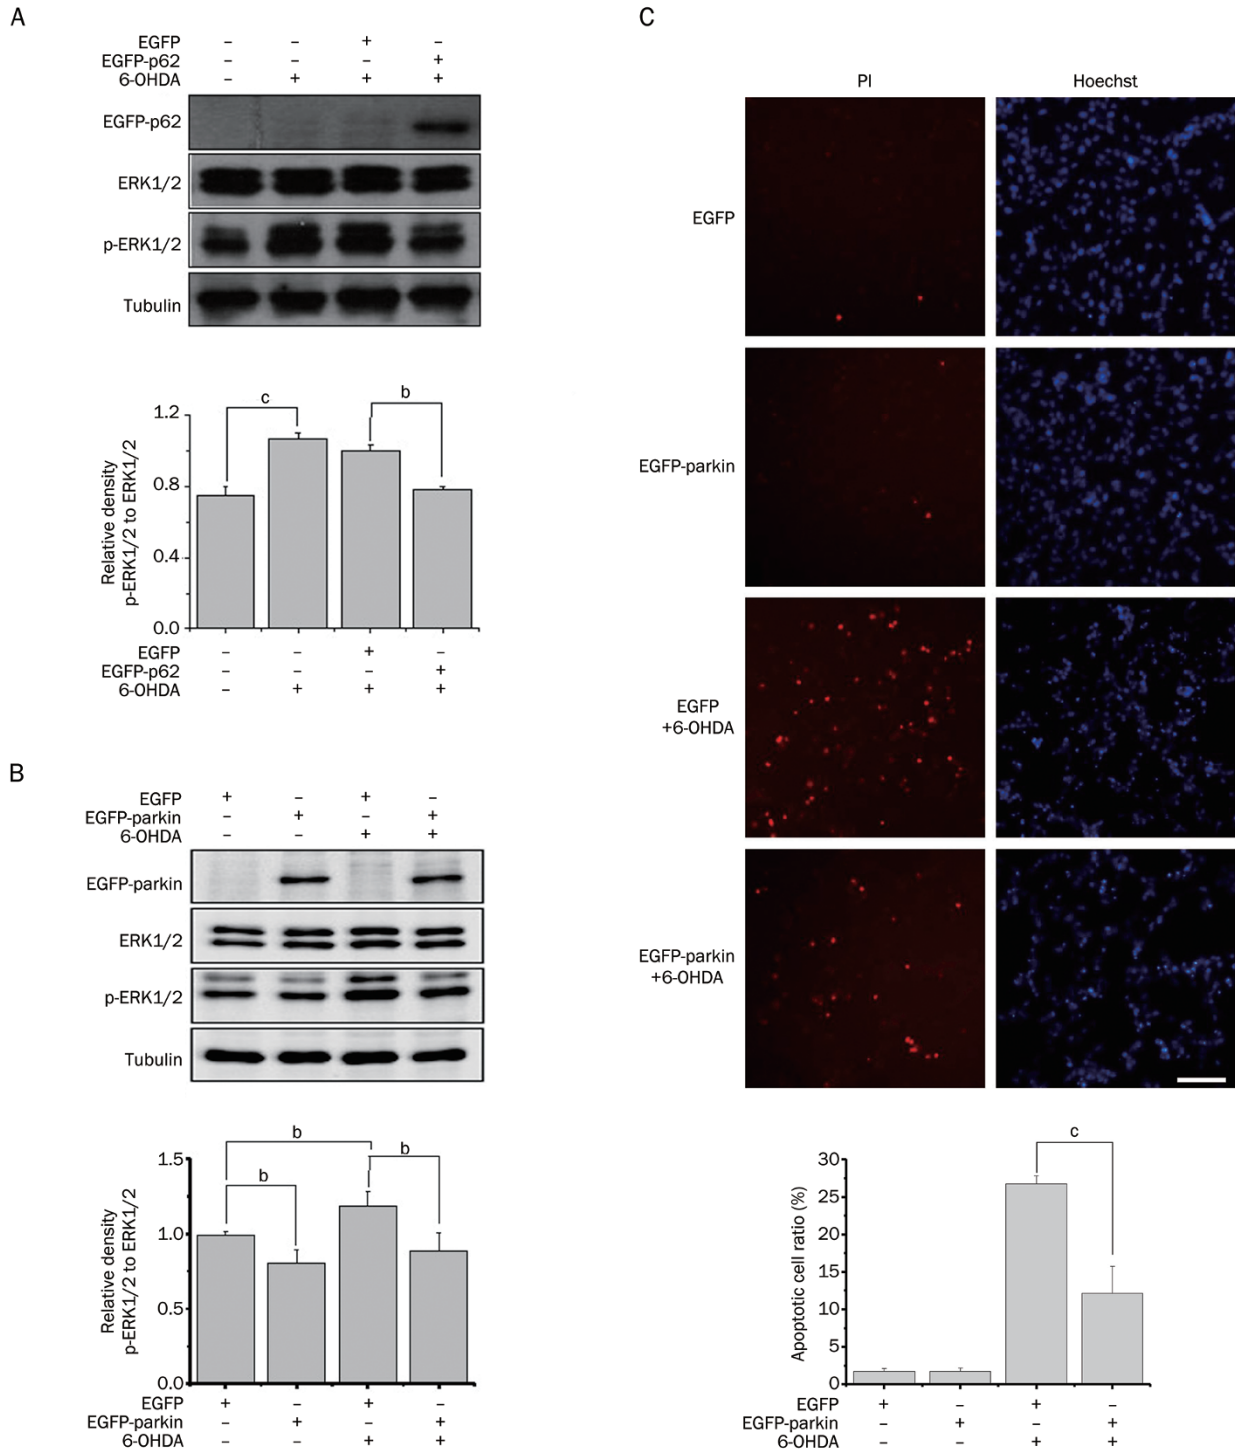 A
EGFP – – + –
EGFP-p62 – – – +
6-OHDA – + + +
EGFP-p62
ERK1/2
p-ERK1/2
Tubulin
c
b
Relative density
p-ERK1/2 to ERK1/2
1.2
0.8
0.4
0.0
EGFP – – + –
EGFP-p62 – – – +
6-OHDA – + + +
B
EGFP + – + –
EGFP-parkin – + – +
6-OHDA – – + +
EGFP-parkin
ERK1/2
p-ERK1/2
Tubulin
b
b
b
Relative density
p-ERK1/2 to ERK1/2
1.5
1.0
0.5
0.0
EGFP + – + –
EGFP-parkin – + – +
6-OHDA – – + +
C
PI Hoechst
EGFP
EGFP-parkin
EGFP
+6-OHDA
EGFP-parkin
+6-OHDA
c
Apoptotic cell ratio (%)
30
25
20
15
10
5
0
EGFP + – + –
EGFP-parkin – + – +
6-OHDA – – + +